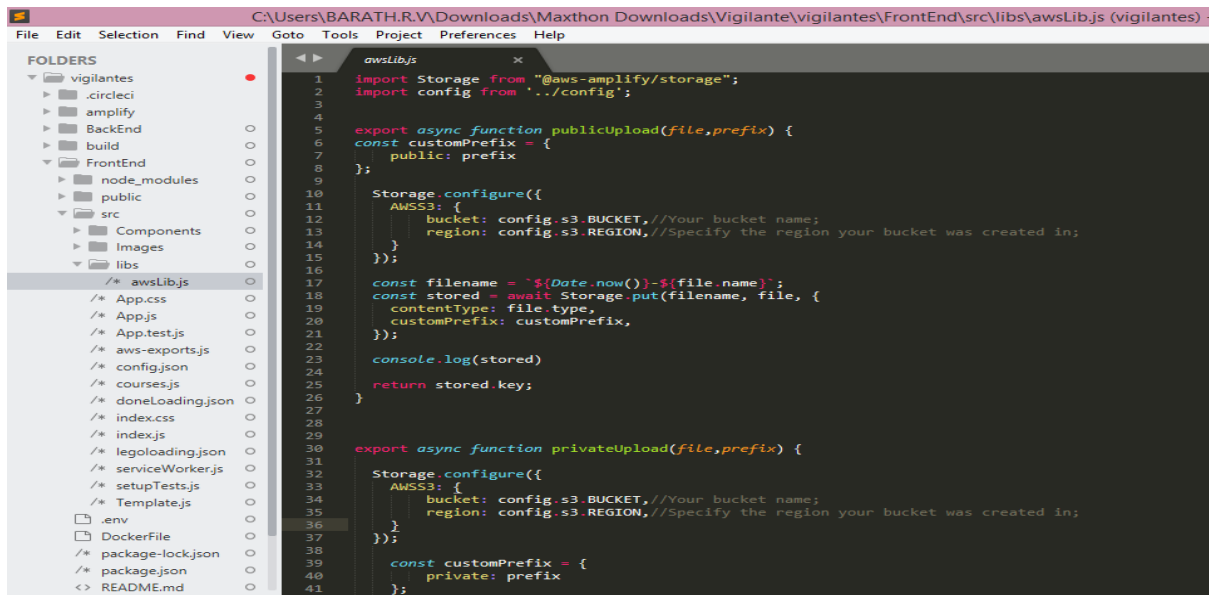 C:\Users\BARATH.R.V\Downloads\Maxthon Downloads\Vigilante\vigilantes\FrontEnd\src\libs\awsLib.js (vigilantes) -
File Edit Selection Find View Goto Tools Project Preferences Help
FOLDERS
vigilantes
.circleci
amplify
BackEnd
build
FrontEnd
node_modules
public
src
Components
Images
libs
/* awsLib.js
/* App.css
/* App.js
/* App.test.js
/* aws-exports.js
/* config.json
/* courses.js
/* doneLoading.json
/* index.css
/* index.js
/* legoloading.json
/* serviceWorker.js
/* setupTests.js
/* Template.js
.env
DockerFile
/* package-lock.json
/* package.json
<> README.md
awsLib.js ×
1 import Storage from "@aws-amplify/storage";
2 import config from '../config';
3
4
5 export async function publicUpload(file,prefix) {
6 const customPrefix = {
7 public: prefix
8 };
9
10 Storage.configure({
11 AWSS3: {
12 bucket: config.s3.BUCKET,//Your bucket name;
13 region: config.s3.REGION,//Specify the region your bucket was created in;
14 }
15 });
16
17 const filename = `${Date.now()}-${file.name}`;
18 const stored = await Storage.put(filename, file, {
19 contentType: file.type,
20 customPrefix: customPrefix,
21 });
22
23 console.log(stored)
24
25 return stored.key;
26 }
27
28
29
30 export async function privateUpload(file,prefix) {
31
32 Storage.configure({
33 AWSS3: {
34 bucket: config.s3.BUCKET,//Your bucket name;
35 region: config.s3.REGION,//Specify the region your bucket was created in;
36 }
37 });
38
39 const customPrefix = {
40 private: prefix
41 };